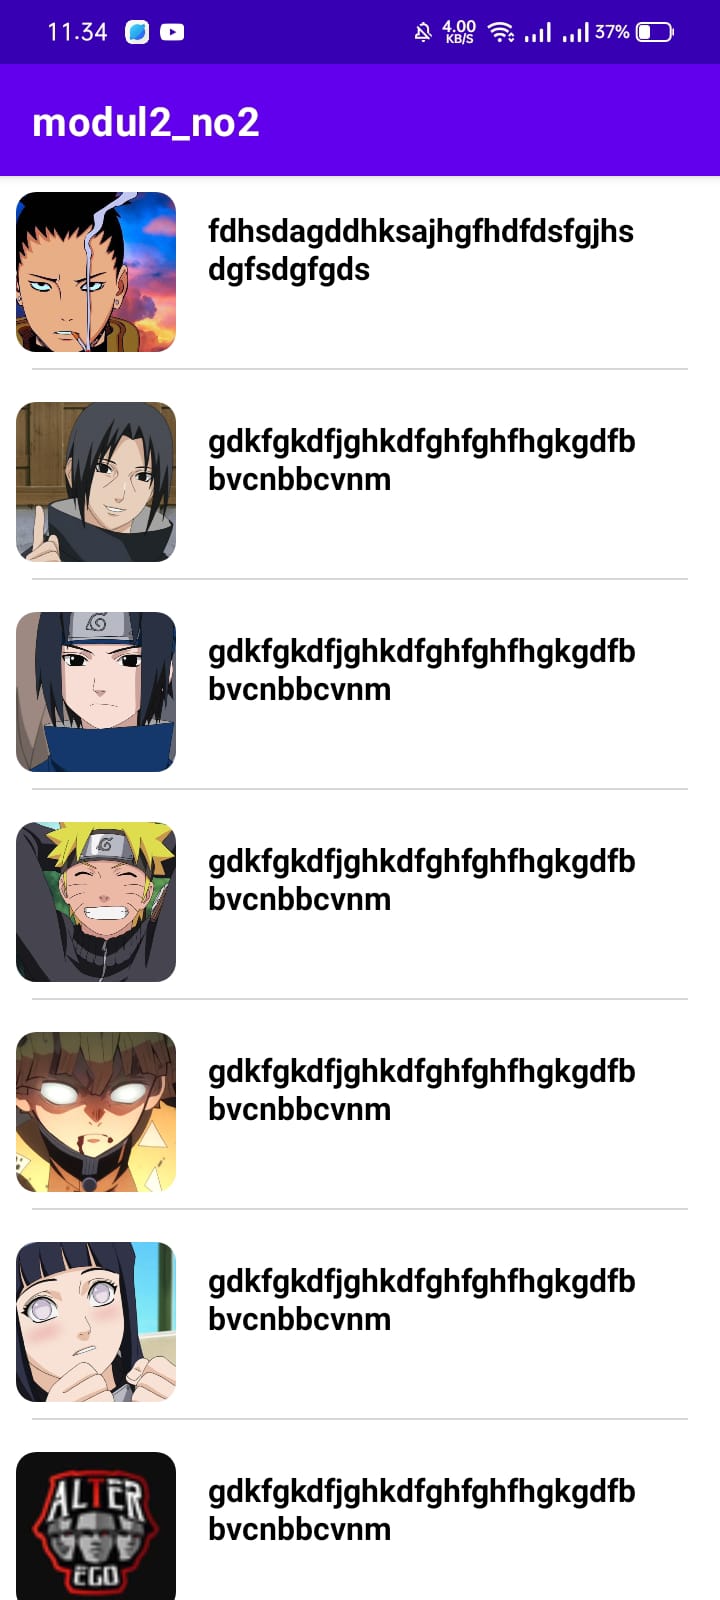 11.34
4.00
KB/S
37%
modul2_no2
fdhsdagddhksajhgfhdfdsfgjhs
dgfsdgfgds
gdkfgkdfjghkdfghfghfhgkgdfb
bvcnbbcvnm
gdkfgkdfjghkdfghfghfhgkgdfb
bvcnbbcvnm
gdkfgkdfjghkdfghfghfhgkgdfb
bvcnbbcvnm
gdkfgkdfjghkdfghfghfhgkgdfb
bvcnbbcvnm
gdkfgkdfjghkdfghfghfhgkgdfb
bvcnbbcvnm
gdkfgkdfjghkdfghfghfhgkgdfb
bvcnbbcvnm
ALTER
EGO